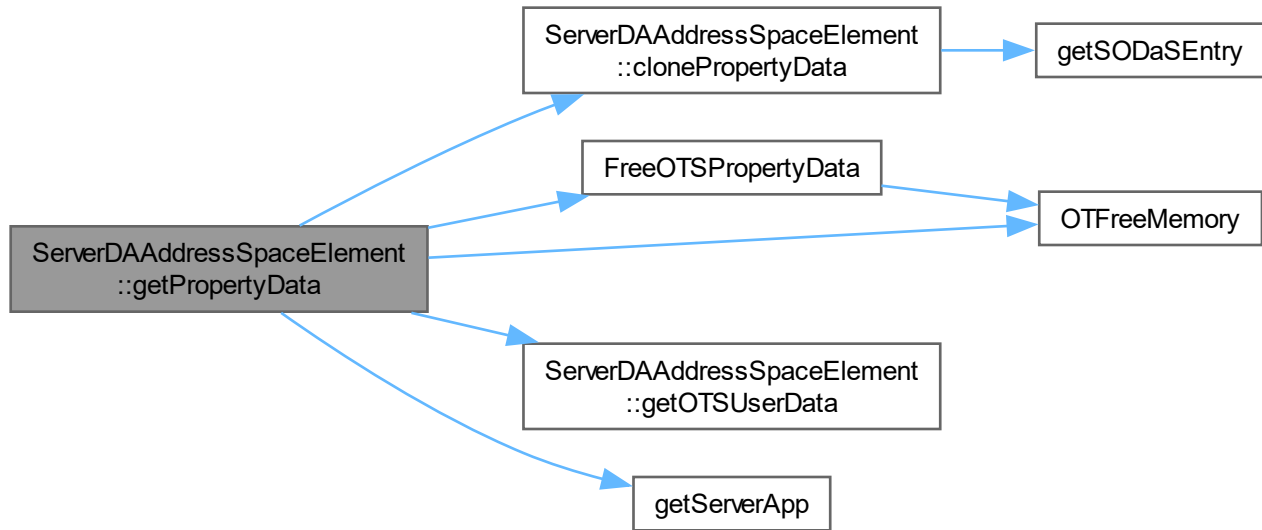 ServerDAAddressSpaceElement
::clonePropertyData
getSODaSEntry
FreeOTSPropertyData
OTFreeMemory
ServerDAAddressSpaceElement
::getPropertyData
ServerDAAddressSpaceElement
::getOTSUserData
getServerApp